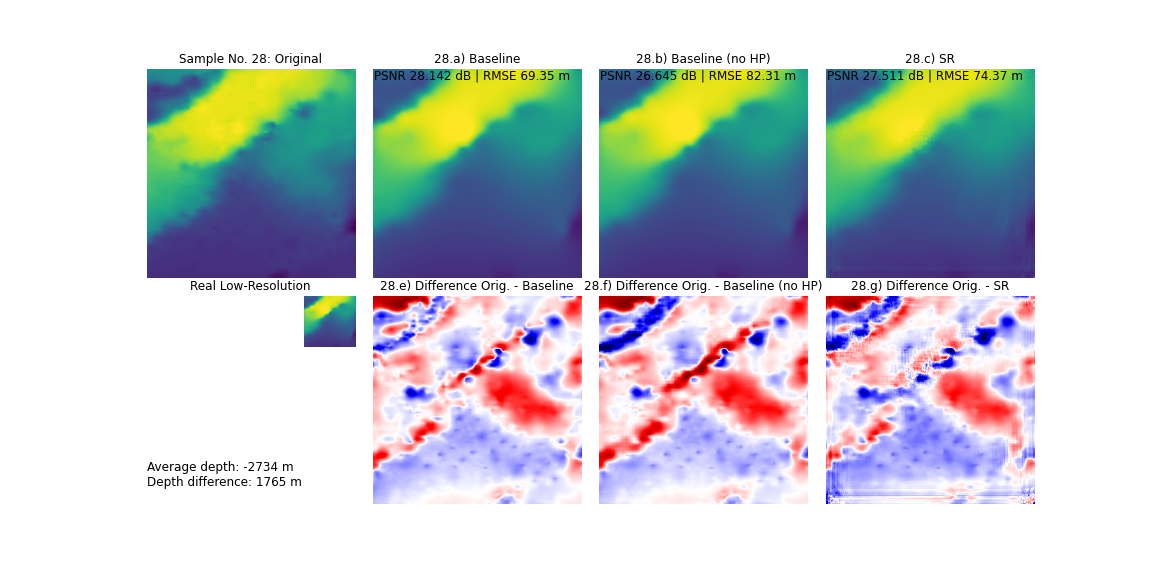 Sample No. 28: Original
28.a) Baseline
28.b) Baseline (no HP)
28.c) SR
PSNR 28.142 dB | RMSE 69.35 m
PSNR 26.645 dB | RMSE 82.31 m
PSNR 27.511 dB | RMSE 74.37 m
Real Low-Resolution
28.e) Difference Orig. - Baseline
28.f) Difference Orig. - Baseline (no HP)
28.g) Difference Orig. - SR
Average depth: -2734 m
Depth difference: 1765 m